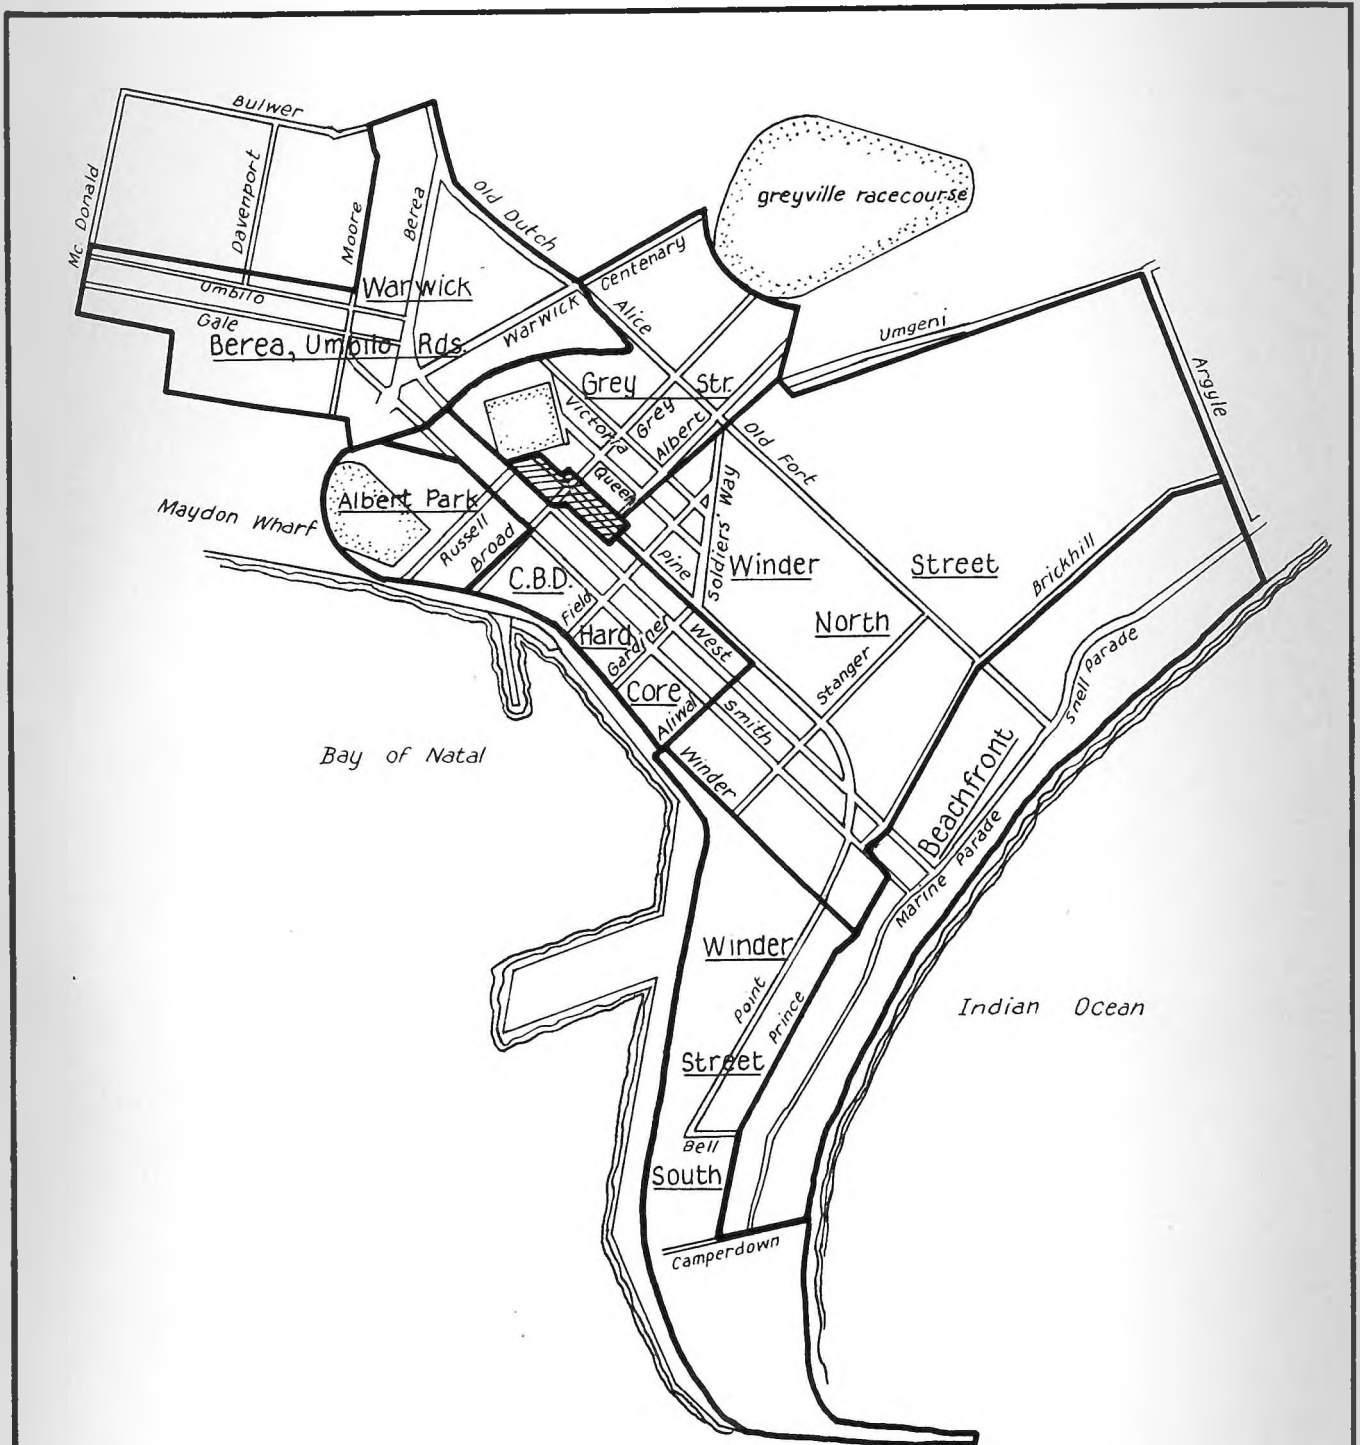 Bulwer
Mc. Donald
Davenport
Moore
Berea
Old Dutch
greyville racecourse
Centenary
Warwick
Umbilo
Gale
Berea, Umbilo Rds.
Warwick
Alice
Umgeni
Argyle
Grey Str.
Victoria
Grey
Albert
Old Fort
Queen
Soldiers' Way
Albert Park
Maydon Wharf
Russell
Broad
Pine
Winder Street
Brickhill
C.B.D.
Field
Hard
Gardiner
West
North
Stanger
Snell Parade
Core
Aliwal
Smith
Winder
Bay of Natal
Beachfront
Marine Parade
Winder
Point
Prince
Indian Ocean
Street
Bell
South
Camperdown